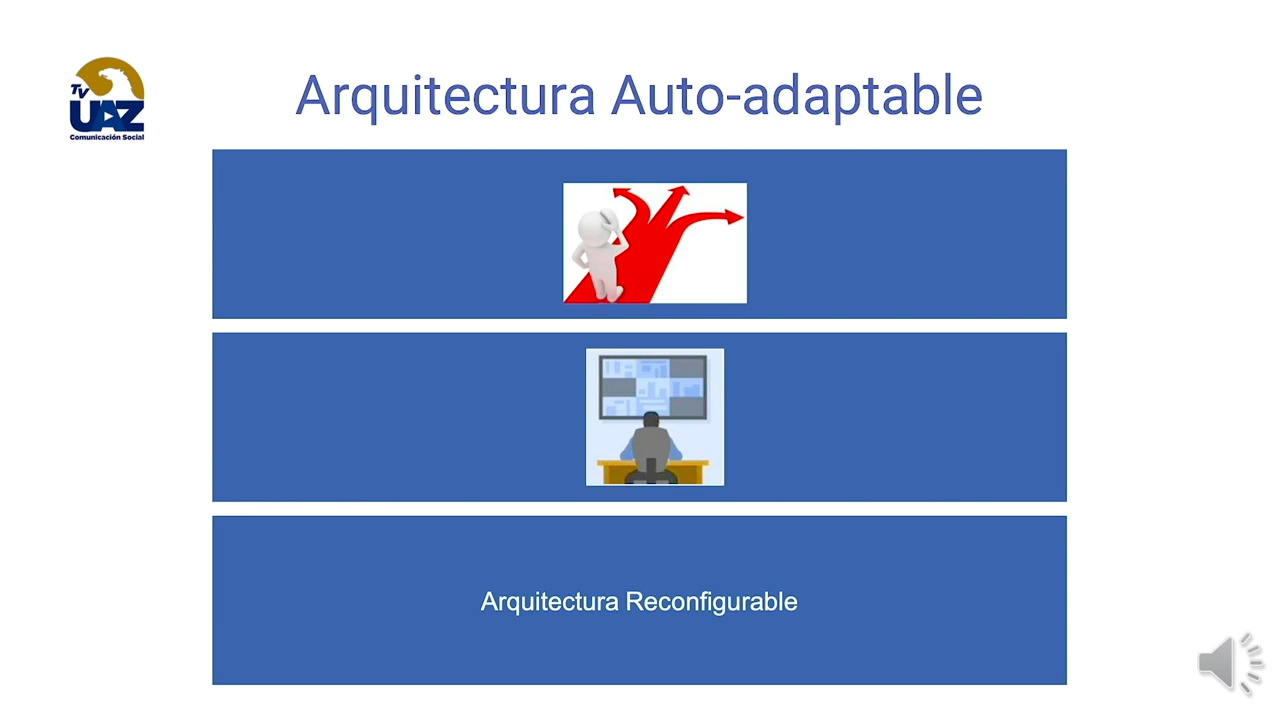 TV
UAZ
Comunicación Social
Arquitectura Auto-adaptable
Arquitectura Reconfigurable